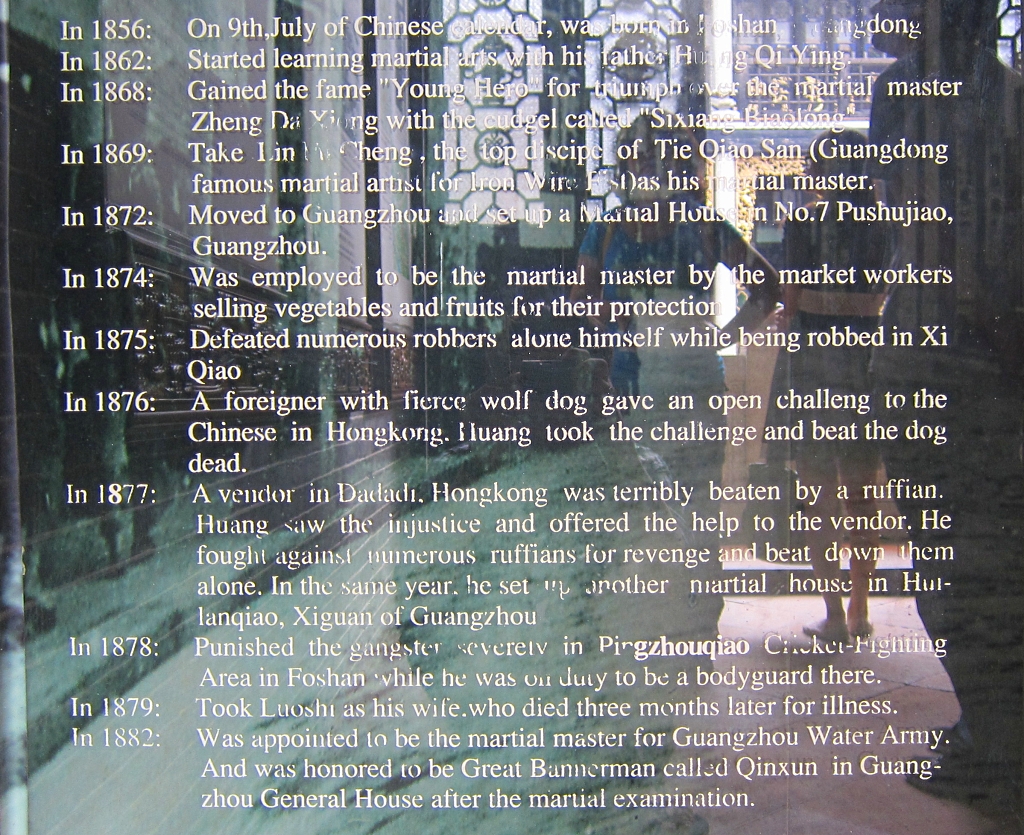 In 1856: On 9th,July of Chinese calendar, was born in Foshan, Guangdong
In 1862: Started learning martial arts with his father Huang Qi Ying.
In 1868: Gained the fame "Young Hero" for triumph over the martial master
Zheng Da Xiong with the cudgel called "Sixiang Biaolong"
In 1869: Take Lin Cheng , the top discipe of Tie Qiao San (Guangdong
famous martial artist for Iron Wire Fist)as his martial master.
In 1872: Moved to Guangzhou and set up a Martial House in No.7 Pushujiao,
Guangzhou.
In 1874: Was employed to be the martial master by the market workers
selling vegetables and fruits for their protection
In 1875: Defeated numerous robbers alone himself while being robbed in Xi
Qiao
In 1876: A foreigner with fierce wolf dog gave an open challeng to the
Chinese in Hongkong. Huang took the challenge and beat the dog
dead.
In 1877: A vendor in Dadadi, Hongkong was terribly beaten by a ruffian.
Huang saw the injustice and offered the help to the vendor. He
fought against numerous ruffians for revenge and beat down them
alone. In the same year, he set up another martial house in Hui-
lanqiao, Xiguan of Guangzhou
In 1878: Punished the gangster severely in Pingzhouqiao Cricket-Fighting
Area in Foshan while he was on duty to be a bodyguard there.
In 1879: Took Luoshi as his wife,who died three months later for illness.
In 1882: Was appointed to be the martial master for Guangzhou Water Army.
And was honored to be Great Bannerman called Qinxun in Guang-
zhou General House after the martial examination.